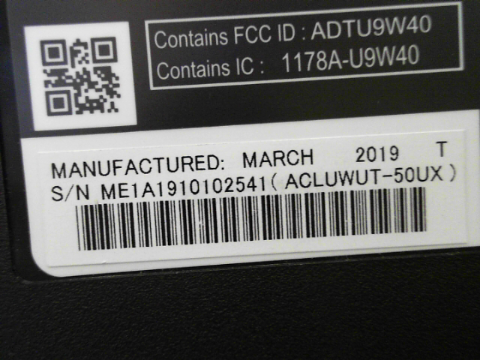 Contains FCC ID : ADTU9W40
Contains IC : 1178A-U9W40
MANUFACTURED: MARCH 2019 T
S/N ME1A1910102541( ACLUWUT-50UX )